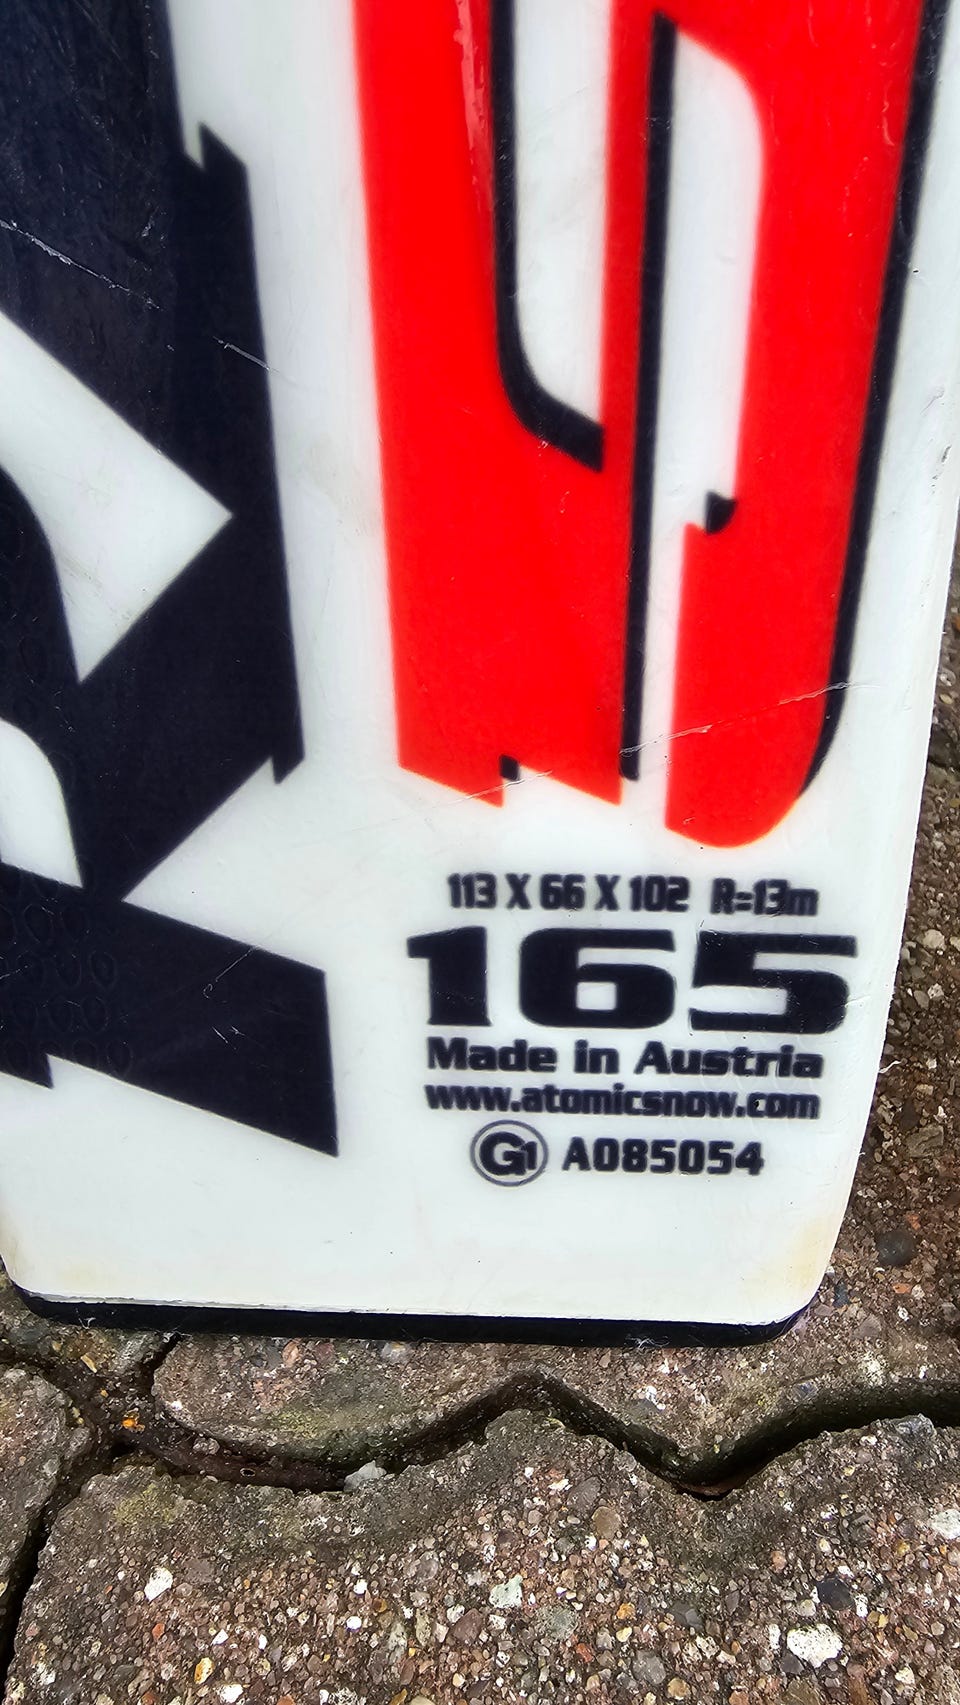 113 X 66 X 102 R=13m
165
Made in Austria
www.atomicsnow.com
G1 A085054